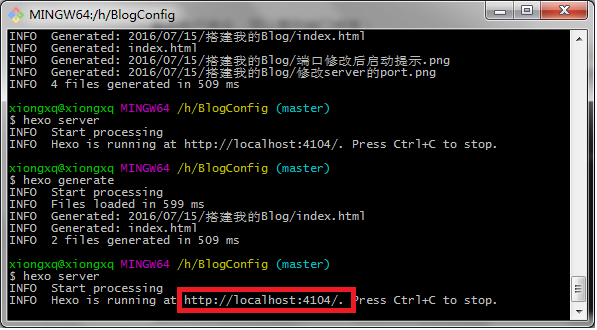 MINGW64:/h/BlogConfig
INFO  Generated: 2016/07/15/搭建我的Blog/index.html
INFO  Generated: index.html
INFO  Generated: 2016/07/15/搭建我的Blog/端口修改后启动提示.png
INFO  Generated: 2016/07/15/搭建我的Blog/修改server的port.png
INFO  4 files generated in 509 ms
xiongxq@xiongxq MINGW64 /h/BlogConfig (master)
$ hexo server
INFO  Start processing
INFO  Hexo is running at http://localhost:4104/. Press Ctrl+C to stop.
xiongxq@xiongxq MINGW64 /h/BlogConfig (master)
$ hexo generate
INFO  Start processing
INFO  Files loaded in 599 ms
INFO  Generated: 2016/07/15/搭建我的Blog/index.html
INFO  Generated: index.html
INFO  2 files generated in 509 ms
xiongxq@xiongxq MINGW64 /h/BlogConfig (master)
$ hexo server
INFO  Start processing
INFO  Hexo is running at http://localhost:4104/. Press Ctrl+C to stop.